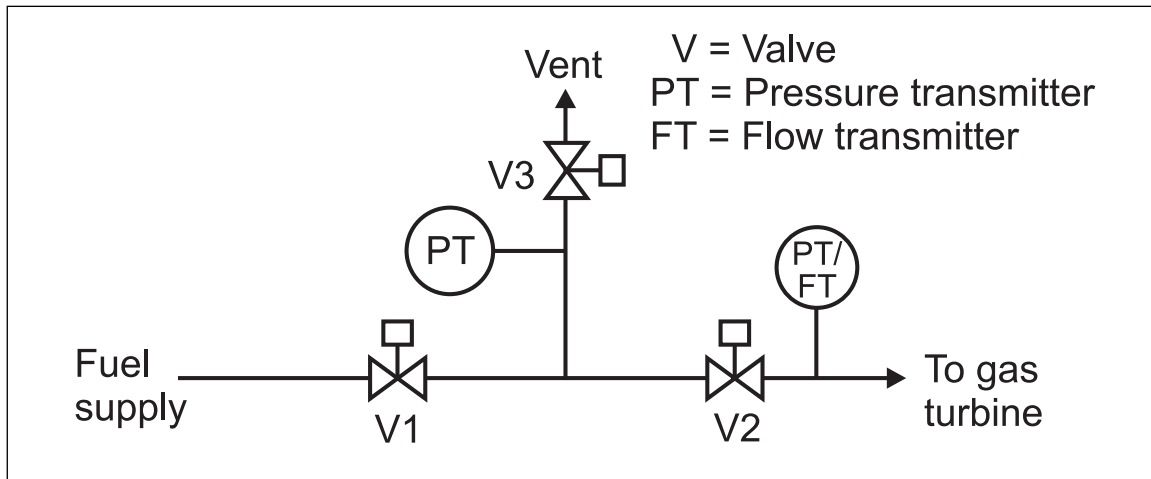 V = Valve
PT = Pressure transmitter
FT = Flow transmitter
Vent
V3
PT
PT/
FT
Fuel
supply
V1
V2
To gas
turbine